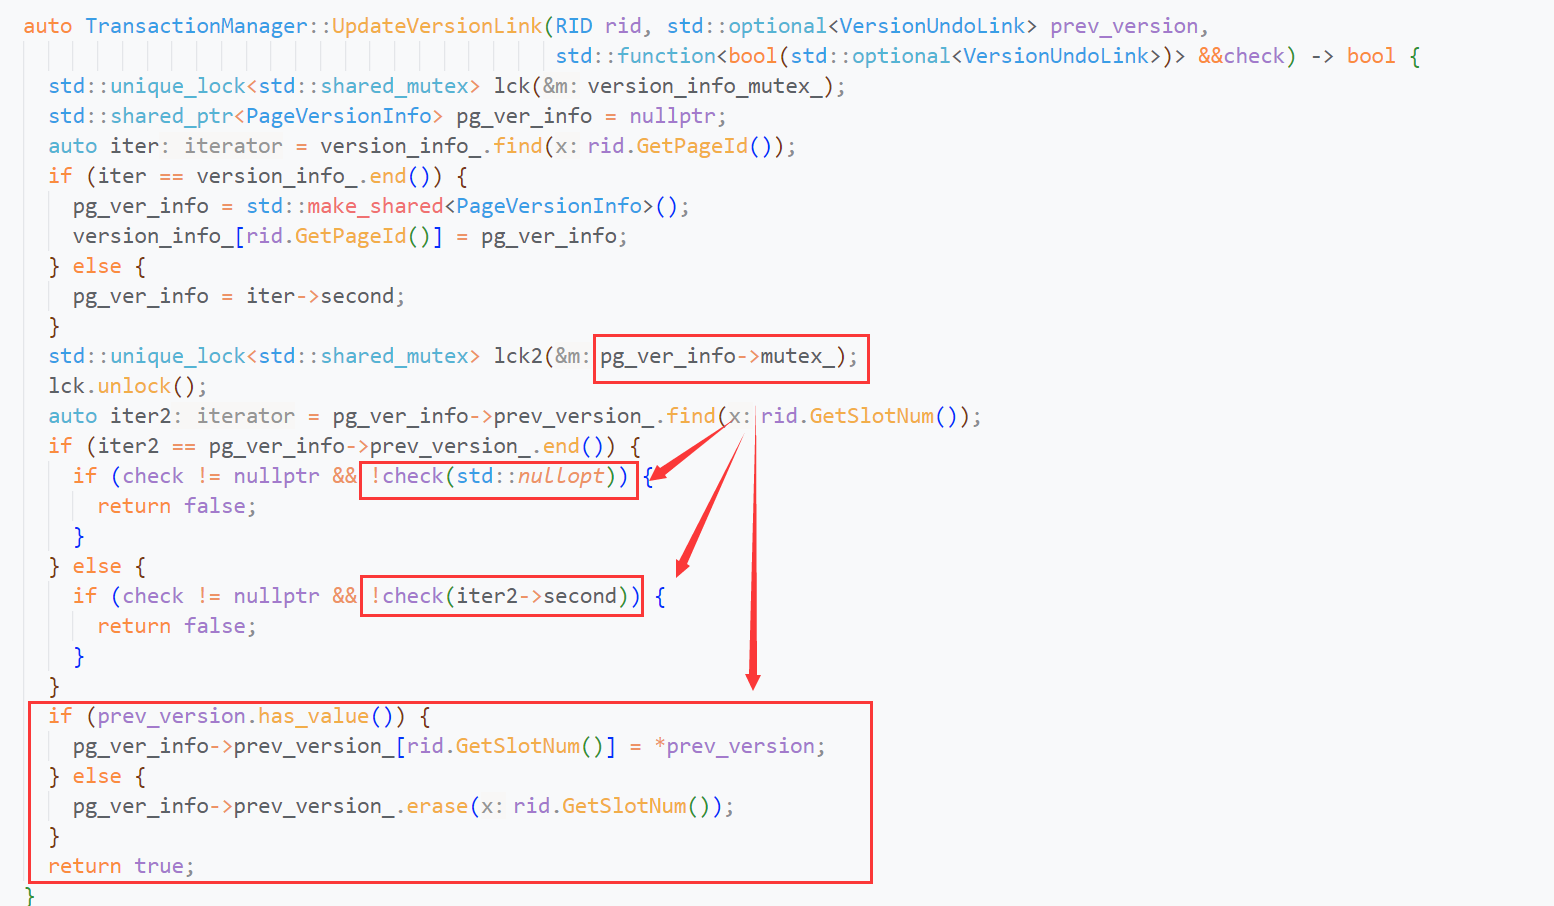 auto TransactionManager::UpdateVersionLink(RID rid, std::optional<VersionUndoLink> prev_version,
std::function<bool(std::optional<VersionUndoLink>)> &&check) -> bool {
std::unique_lock<std::shared_mutex> lck(&m: version_info_mutex_);
std::shared_ptr<PageVersionInfo> pg_ver_info = nullptr;
auto iter: iterator = version_info_.find(x: rid.GetPageId());
if (iter == version_info_.end()) {
pg_ver_info = std::make_shared<PageVersionInfo>();
version_info_[rid.GetPageId()] = pg_ver_info;
} else {
pg_ver_info = iter->second;
}
std::unique_lock<std::shared_mutex> lck2(&m: pg_ver_info->mutex_);
lck.unlock();
auto iter2: iterator = pg_ver_info->prev_version_.find(x: rid.GetSlotNum());
if (iter2 == pg_ver_info->prev_version_.end()) {
if (check != nullptr && !check(std::nullopt)) {
return false;
}
} else {
if (check != nullptr && !check(iter2->second)) {
return false;
}
}
if (prev_version.has_value()) {
pg_ver_info->prev_version_[rid.GetSlotNum()] = *prev_version;
} else {
pg_ver_info->prev_version_.erase(x: rid.GetSlotNum());
}
return true;
}